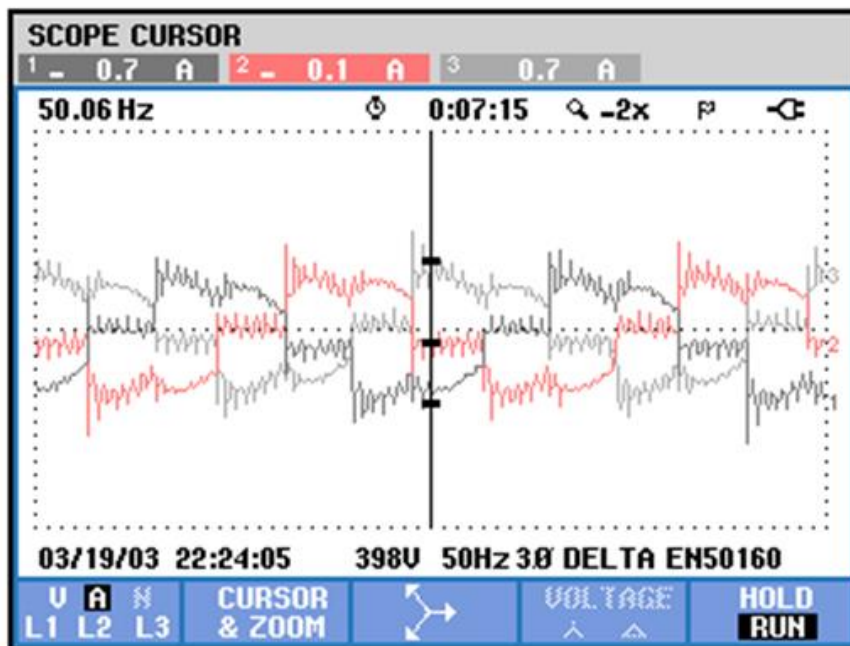 SCOPE CURSOR
1 - 0.7 A 2 - 0.1 A 3 0.7 A
50.06 Hz 0:07:15 -2x
3
2
1
03/19/03 22:24:05 398V 50Hz 3Ø DELTA EN50160
V A N CURSOR VOLTAGE HOLD
L1 L2 L3 & ZOOM RUN